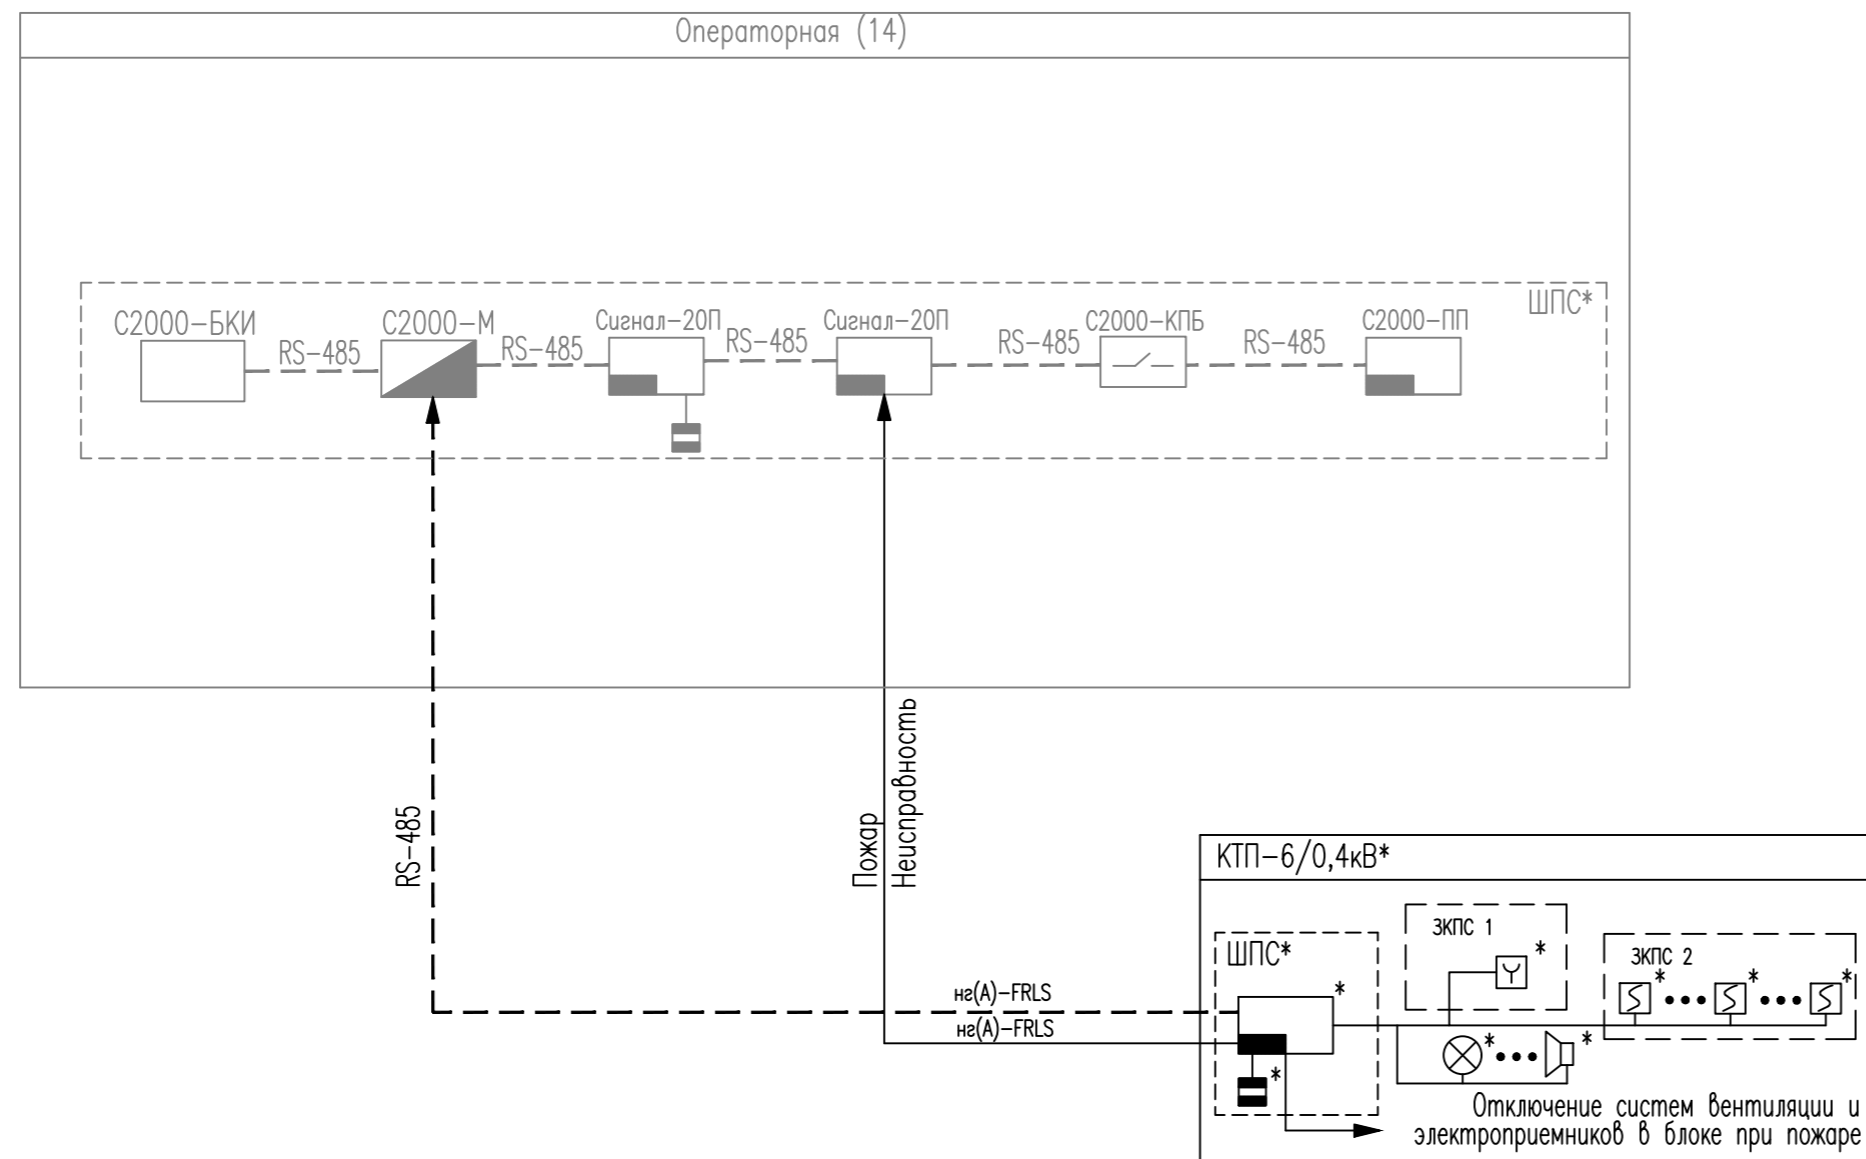 Операторная (14)
ШПС*
С2000-БКИ
RS-485
С2000-М
RS-485
Сигнал-20П
RS-485
Сигнал-20П
RS-485
С2000-КПБ
RS-485
С2000-ПП
RS-485
Пожар
Неисправность
нг(А)-FRLS
нг(А)-FRLS
КТП-6/0,4кВ*
ШПС*
*
*
ЗКПС 1
*
ЗКПС 2
*
*
*
*
*
Отключение систем вентиляции и
электроприемников в блоке при пожаре